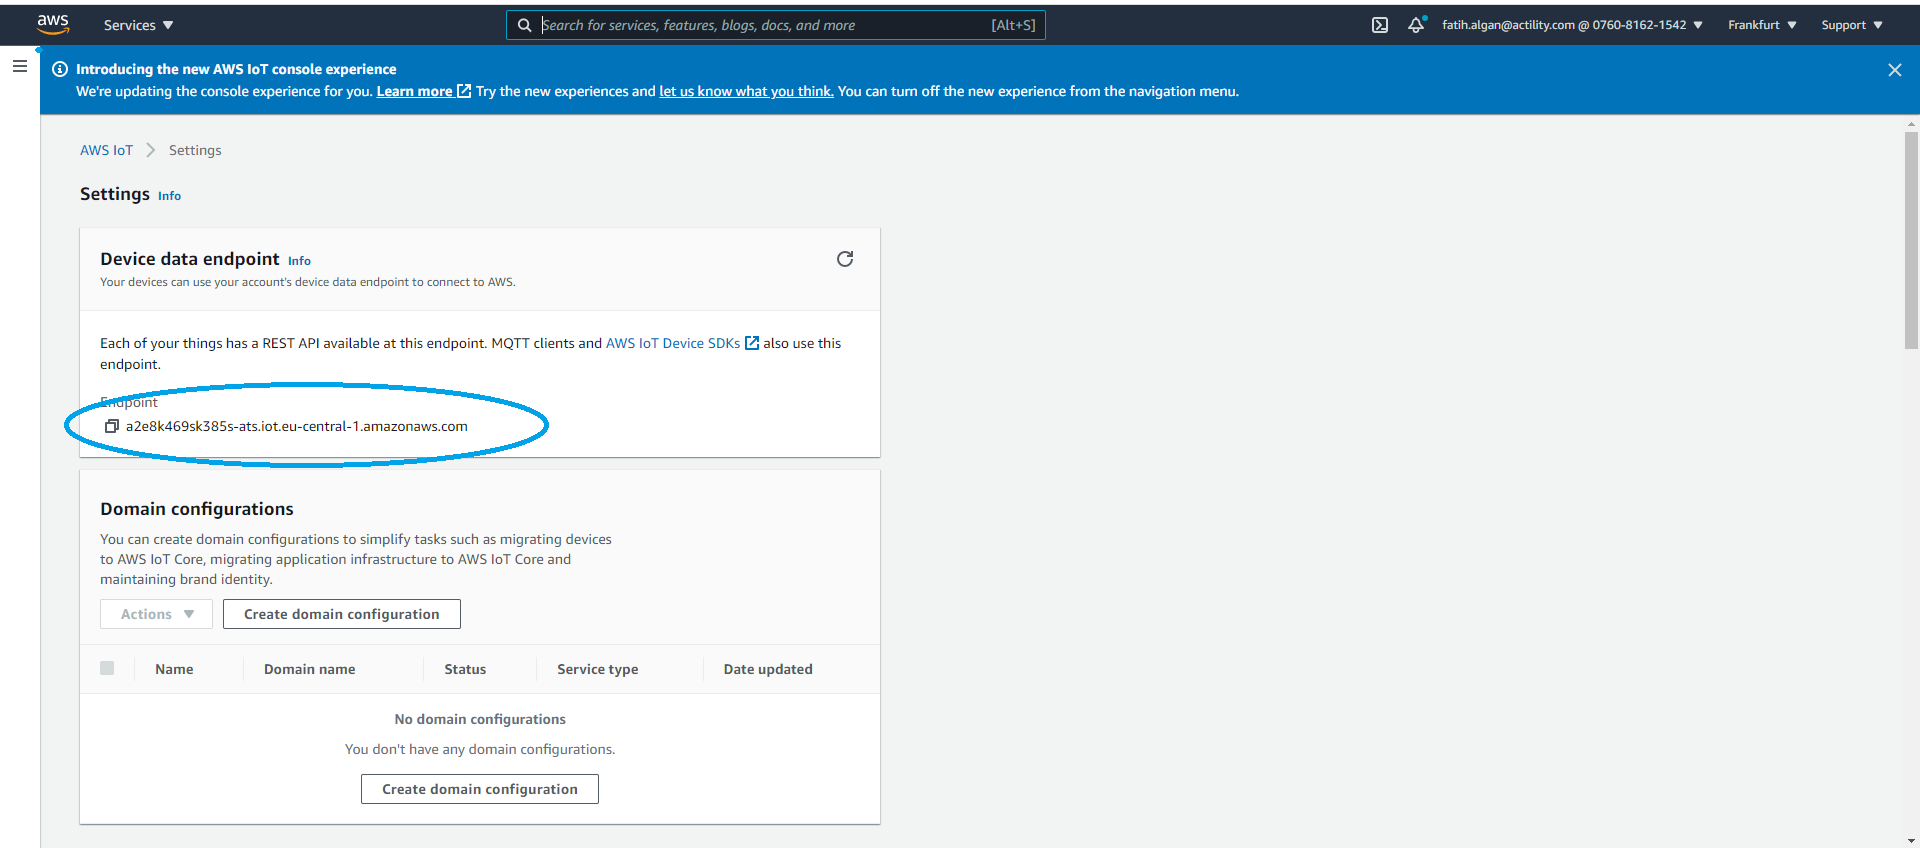 aws
Services
Search for services, features, blogs, docs, and more [Alt+S]
fatih.algan@actility.com @ 0760-8162-1542
Frankfurt
Support
Introducing the new AWS IoT console experience
We're updating the console experience for you. Learn more Try the new experiences and let us know what you think. You can turn off the new experience from the navigation menu.
AWS IoT Settings
Settings Info
Device data endpoint Info
Your devices can use your account's device data endpoint to connect to AWS.
Each of your things has a REST API available at this endpoint. MQTT clients and AWS IoT Device SDKs also use this
endpoint.
Endpoint
a2e8k469sk385s-ats.iot.eu-central-1.amazonaws.com
Domain configurations
You can create domain configurations to simplify tasks such as migrating devices
to AWS IoT Core, migrating application infrastructure to AWS IoT Core and
maintaining brand identity.
Actions Create domain configuration
Name Domain name Status Service type Date updated
No domain configurations
You don't have any domain configurations.
Create domain configuration